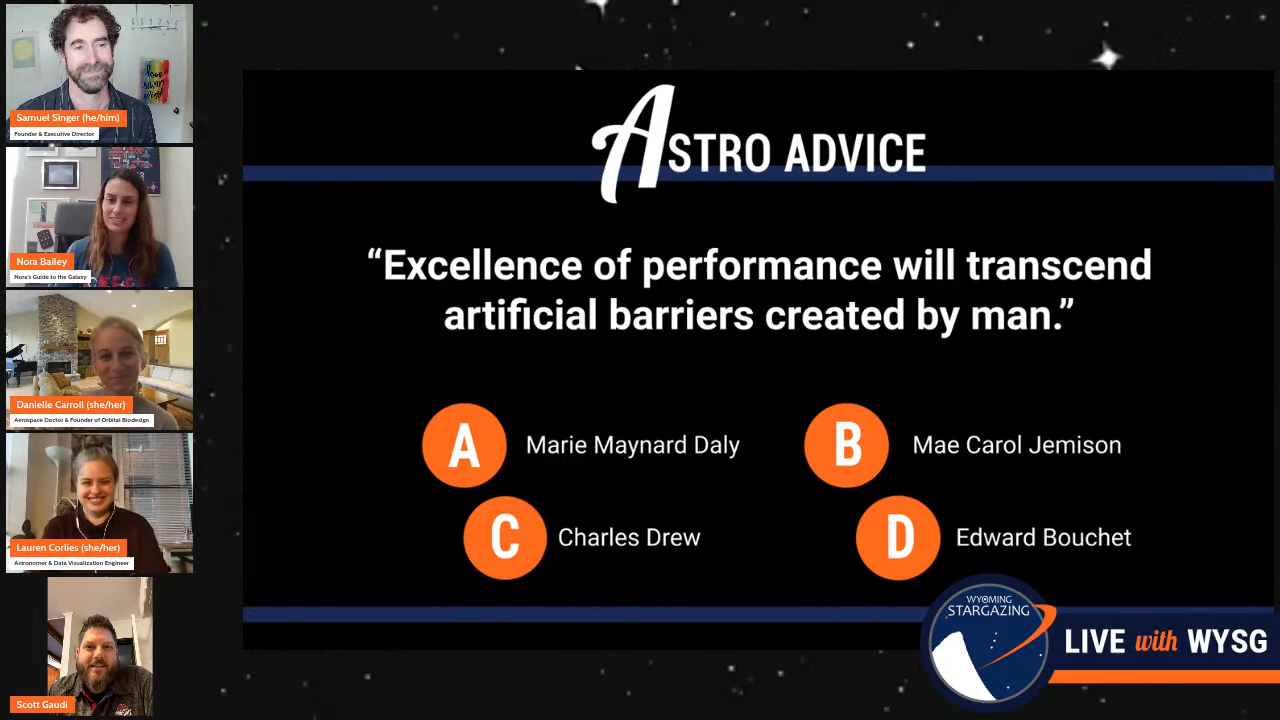 Samuel Singer (he/him)
Founder & Executive Director
Nora Bailey
Nora's Guide to the Galaxy
Danielle Carroll (she/her)
Aerospace Doctor & Founder of Orbital Biodesign
Lauren Corlies (she/her)
Astronomer & Data Visualization Engineer
Scott Gaudi
ASTRO ADVICE
“Excellence of performance will transcend
artificial barriers created by man.”
A Marie Maynard Daly
B Mae Carol Jemison
C Charles Drew
D Edward Bouchet
WYOMING
STARGAZING
LIVE with WYSG